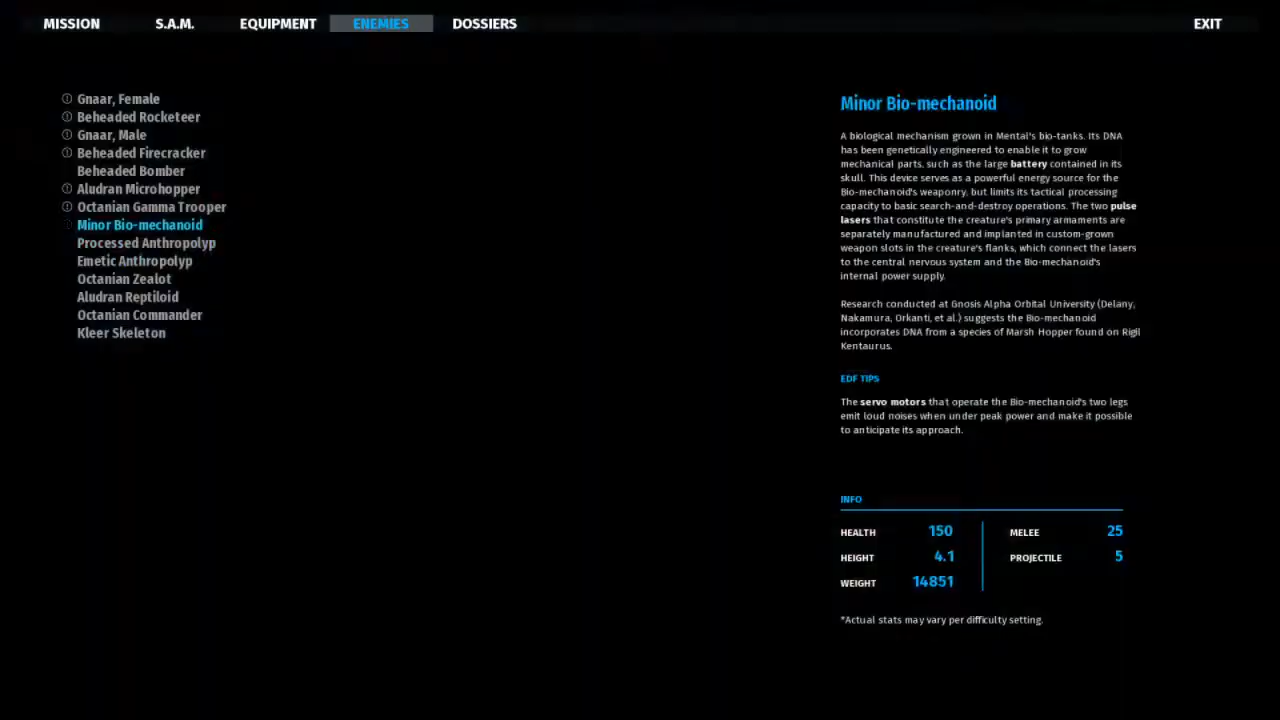 MISSION S.A.M. EQUIPMENT ENEMIES DOSSIERS EXIT
Gnaar, Female
Beheaded Rocketeer
Gnaar, Male
Beheaded Firecracker
Beheaded Bomber
Aludran Microhopper
Octanian Gamma Trooper
Minor Bio-mechanoid
Processed Anthropolyp
Emetic Anthropolyp
Octanian Zealot
Aludran Reptiloid
Octanian Commander
Kleer Skeleton
Minor Bio-mechanoid
A biological mechanism grown in Mental's bio-tanks. Its DNA
has been genetically engineered to enable it to grow
mechanical parts, such as the large battery contained in its
skull. This device serves as a powerful energy source for the
Bio-mechanoid's weaponry, but limits its tactical processing
capacity to basic search-and-destroy operations. The two pulse
lasers that constitute the creature's primary armaments are
separately manufactured and implanted in custom-grown
weapon slots in the creature's flanks, which connect the lasers
to the central nervous system and the Bio-mechanoid's
internal power supply.
Research conducted at Gnosis Alpha Orbital University (Delany,
Nakamura, Orkanti, et al.) suggests the Bio-mechanoid
incorporates DNA from a species of Marsh Hopper found on Rigil
Kentaurus.
EDF TIPS
The servo motors that operate the Bio-mechanoid's two legs
emit loud noises when under peak power and make it possible
to anticipate its approach.
INFO
HEALTH 150 MELEE 25
HEIGHT 4.1 PROJECTILE 5
WEIGHT 14851
*Actual stats may vary per difficulty setting.